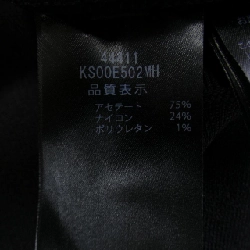 44411
KS00E502MH
品質表示
アセテート 75%
ナイロン 24%
ポリウレタン 1%